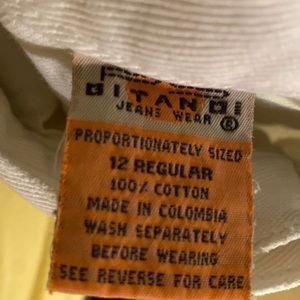 JEANS WEAR ®
PROPORTIONATELY SIZED
12 REGULAR
100% COTTON
MADE IN COLOMBIA
WASH SEPARATELY
BEFORE WEARING
SEE REVERSE FOR CARE